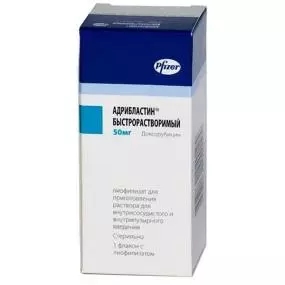 Pfizer
АДРИБЛАСТИН®
БЫСТРОРАСТВОРИМЫЙ
50мг Доксорубицин
лиофилизат для
приготовления
раствора для
внутрисосудистого и
внутрипузырного
введения
Стерильно
1 флакон с
лиофилизатом